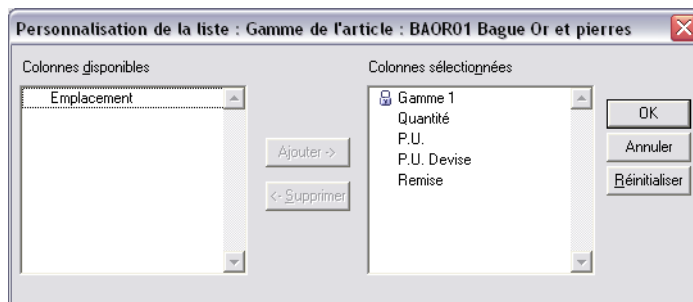 Personnalisation de la liste : Gamme de l'article : BAOR01 Bague Or et pierres
Colonnes disponibles
Colonnes sélectionnées
Emplacement
Gamme 1
Quantité
P.U.
P.U. Devise
Remise
Ajouter ->
<- Supprimer
OK
Annuler
Réinitialiser